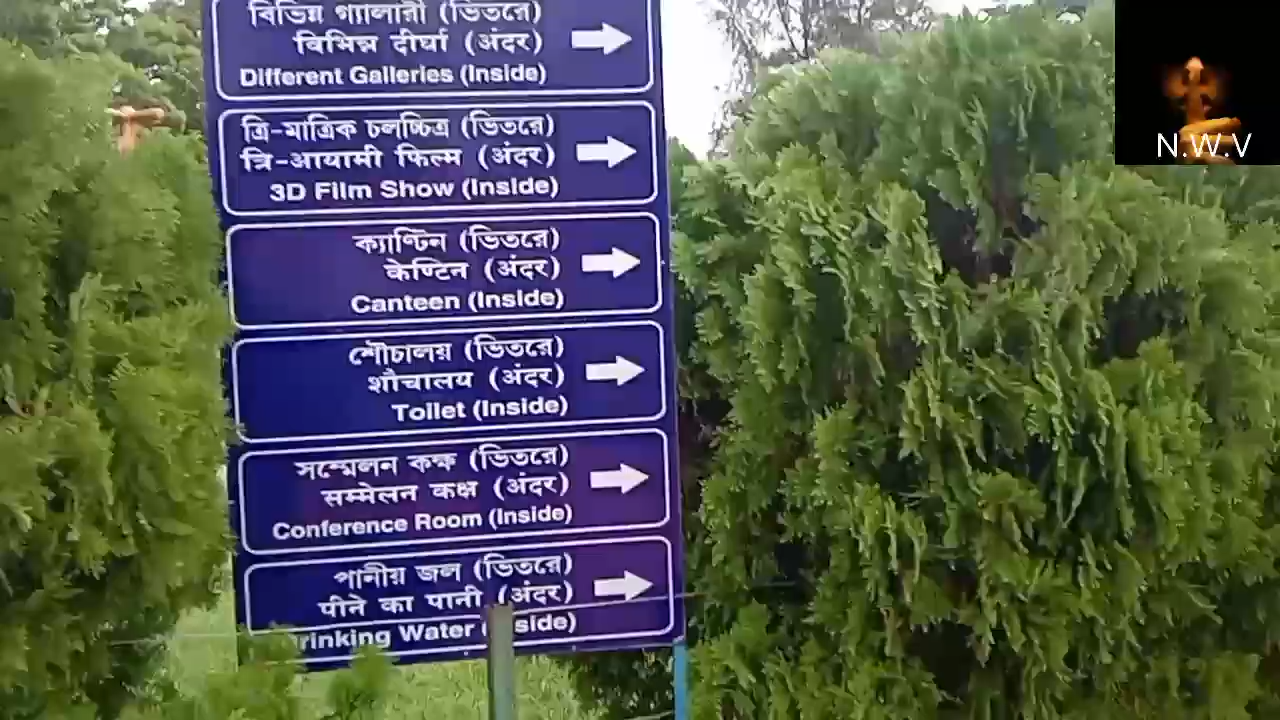 বিভিন্ন গ্যালারী (ভিতরে)
विभिन्न दीर्घा (अंदर)
Different Galleries (Inside)
ত্রি-মাত্রিক চলচ্চিত্র (ভিতরে)
त्रि-आयामी फिल्म (अंदर)
3D Film Show (Inside)
ক্যাণ্টিন (ভিতরে)
केण्टिन (अंदर)
Canteen (Inside)
শৌচালয় (ভিতরে)
शौचालय (अंदर)
Toilet (Inside)
সম্মেলন কক্ষ (ভিতরে)
सम्मेलन कक्ष (अंदर)
Conference Room (Inside)
পানীয় জল (ভিতরে)
पीने का पानी (अंदर)
Drinking Water (Inside)
N.W.V